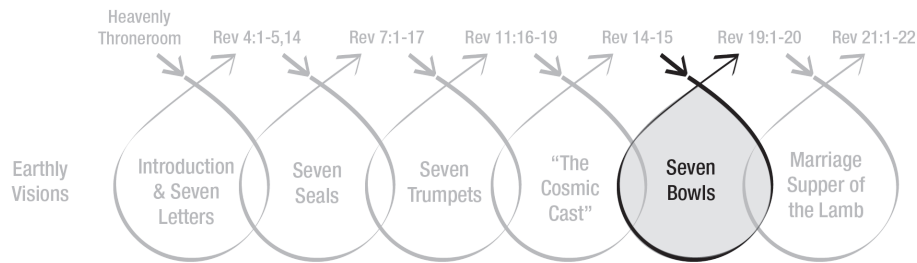 Heavenly
Throneroom
Rev 4:1-5,14
Rev 7:1-17
Rev 11:16-19
Rev 14-15
Rev 19:1-20
Rev 21:1-22
Earthly
Visions
Introduction
& Seven
Letters
Seven
Seals
Seven
Trumpets
“The
Cosmic
Cast”
Seven
Bowls
Marriage
Supper of
the Lamb